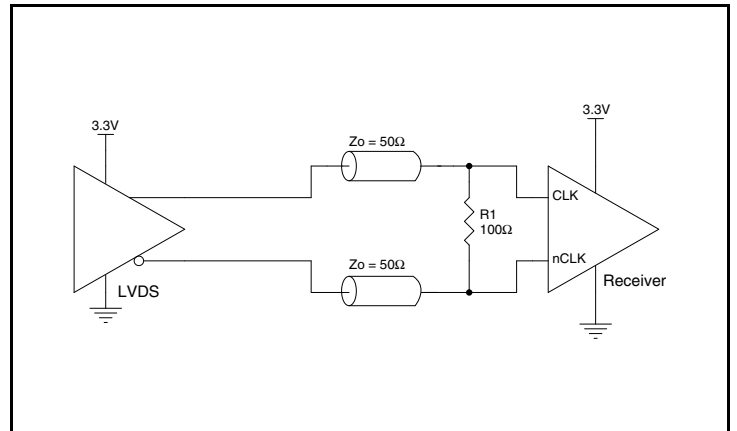 3.3V
3.3V
Zo = 50Ω
CLK
R1
100Ω
nCLK
Zo = 50Ω
LVDS
Receiver